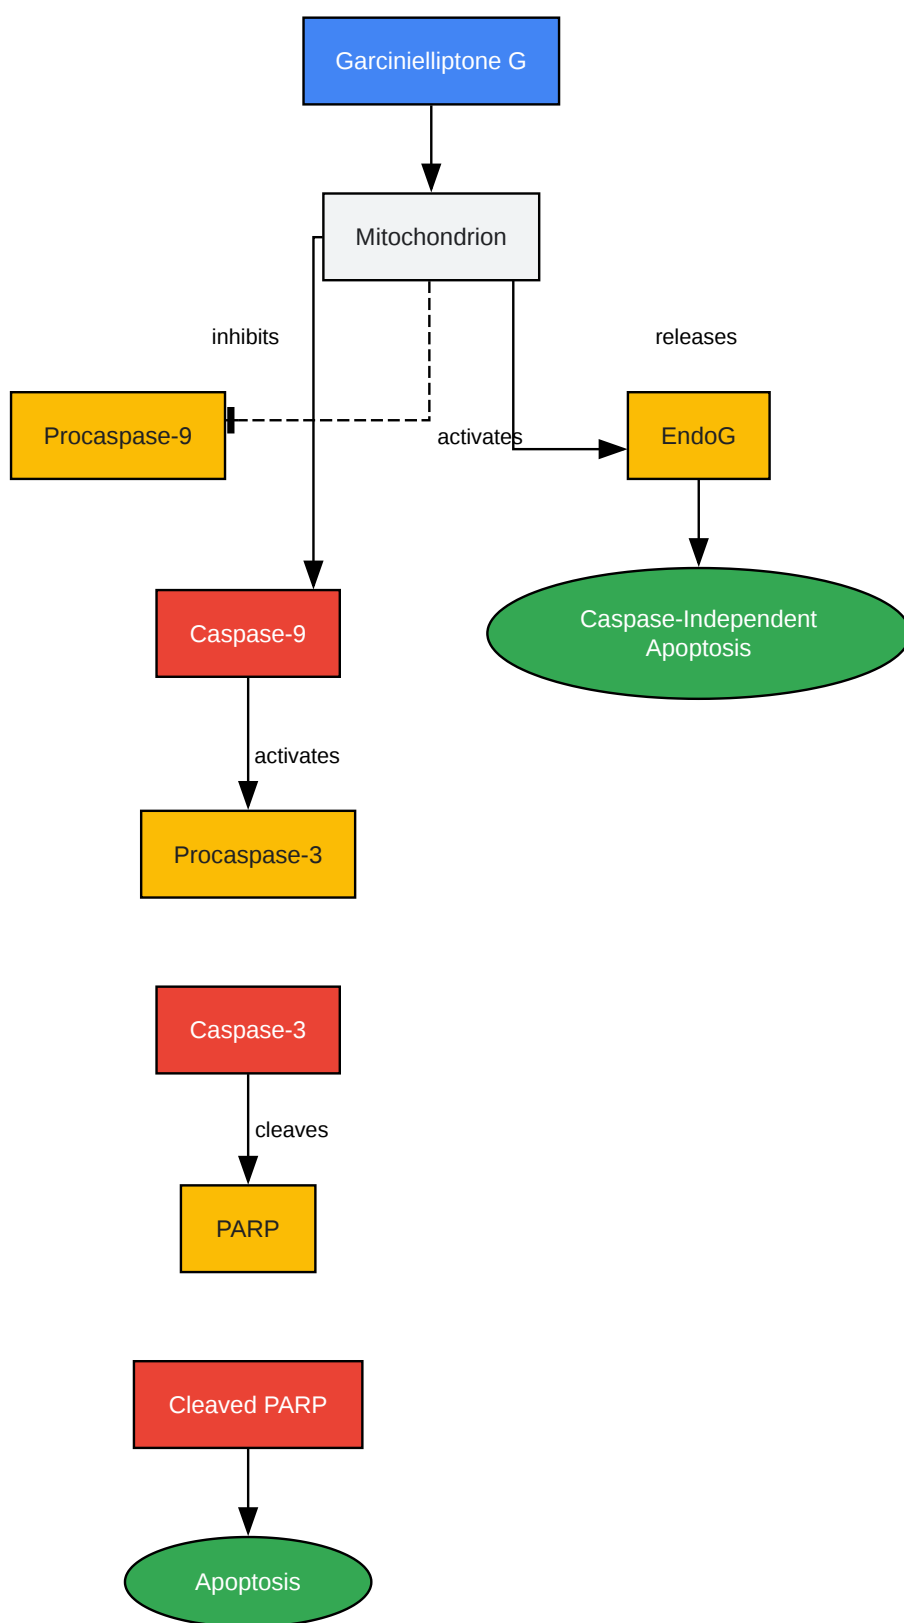 Garcinielliptone G
Mitochondrion
inhibits
releases
Procaspase-9
activates
EndoG
Caspase-9
Caspase-Independent
Apoptosis
activates
Procaspase-3
Caspase-3
cleaves
PARP
Cleaved PARP
Apoptosis